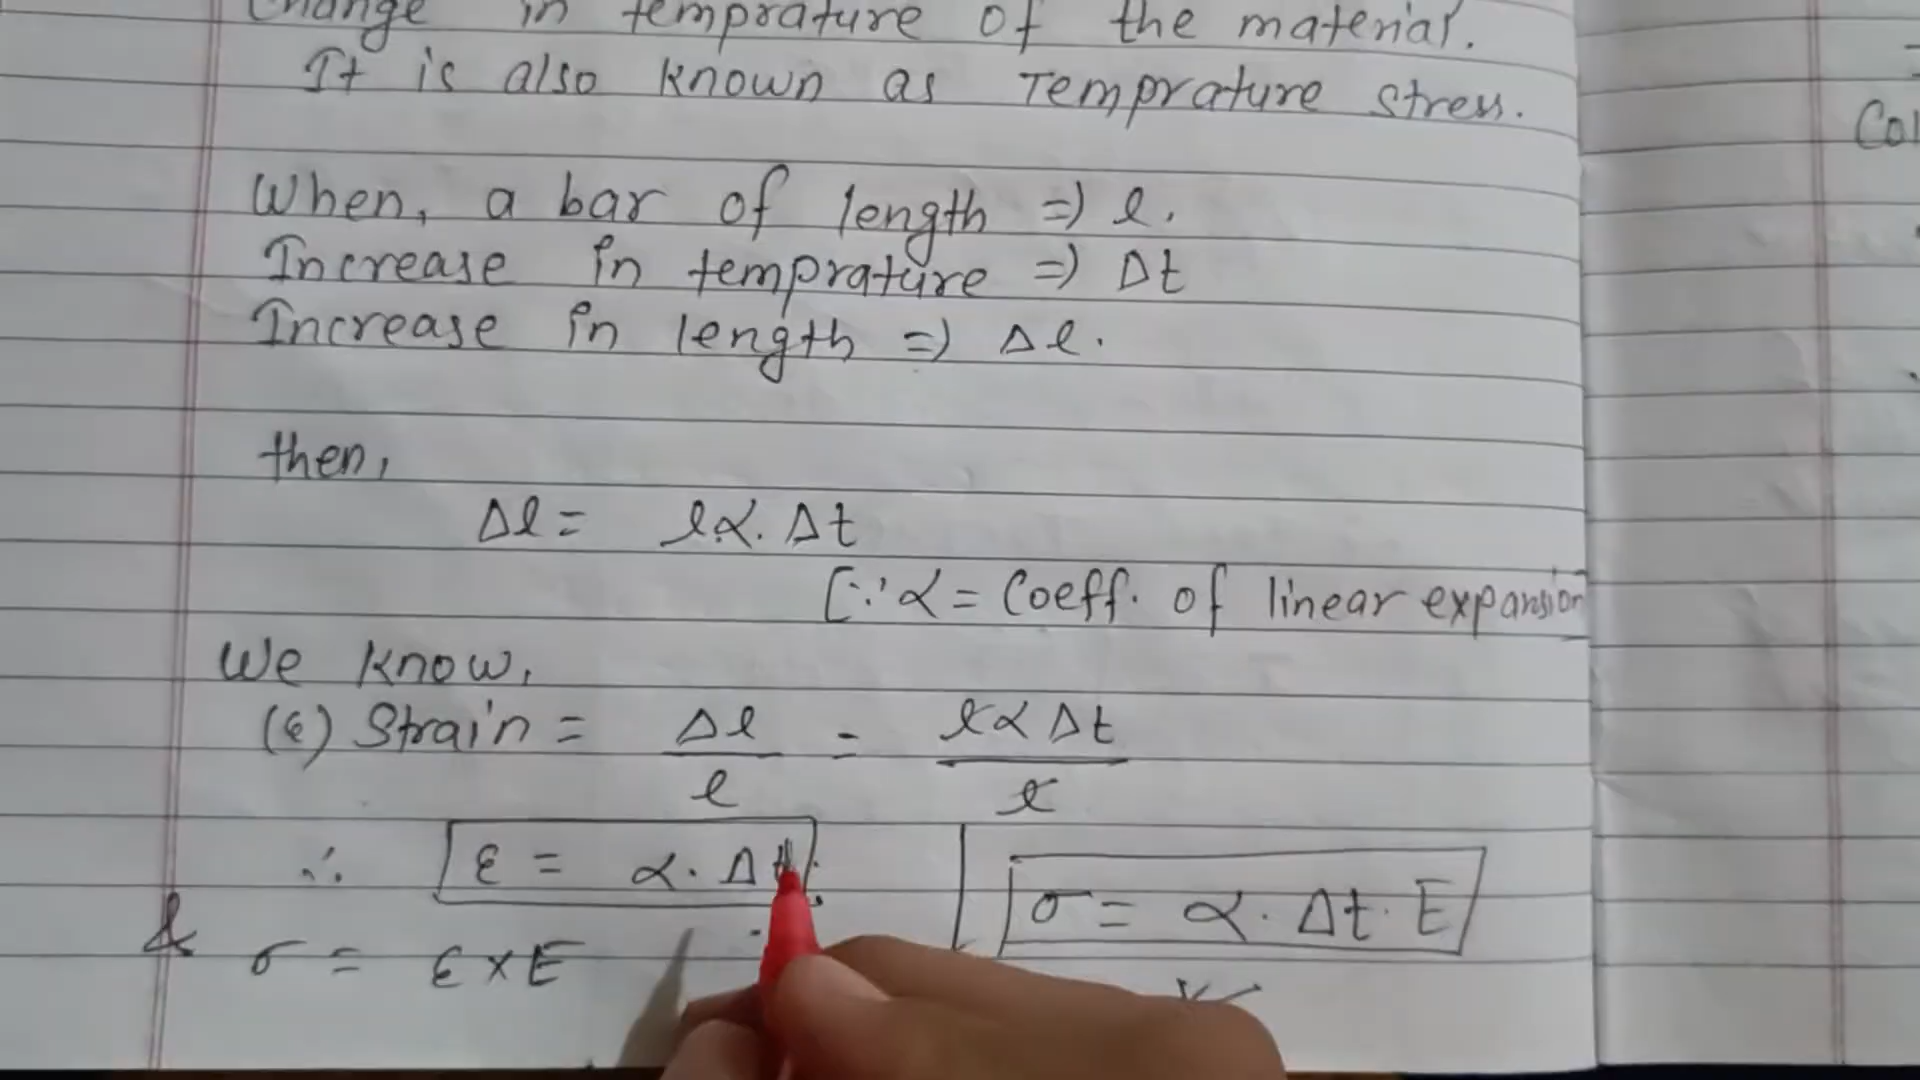 Change in temprature of the material.
It is also known as Temprature stress.
When, a bar of length => l.
Increase in temprature => Δt
Increase in length => Δl.
then,
Δl = lα. Δt
[∵ α = Coeff. of linear expansion
We know,
(ε) Strain = Δl / l = lαΔt / l
∴ ε = α. Δt
σ = α. Δt. E
& σ = ε x E